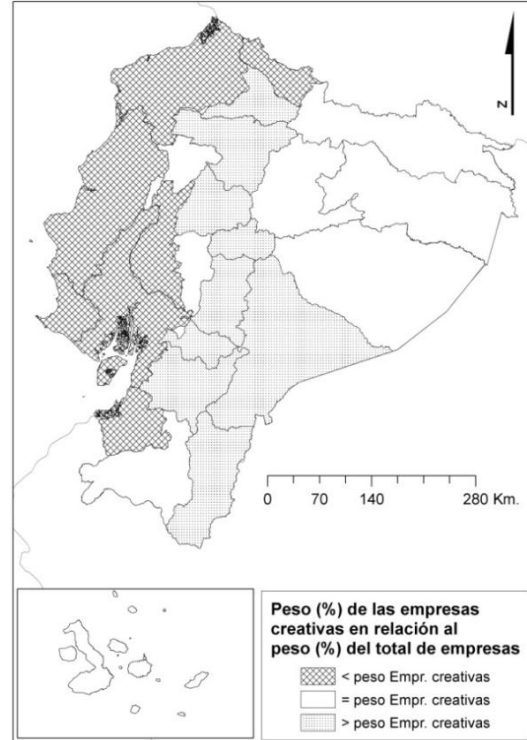 N
0 70 140 280 Km.
Peso (%) de las empresas
creativas en relación al
peso (%) del total de empresas
< peso Empr. creativas
= peso Empr. creativas
> peso Empr. creativas